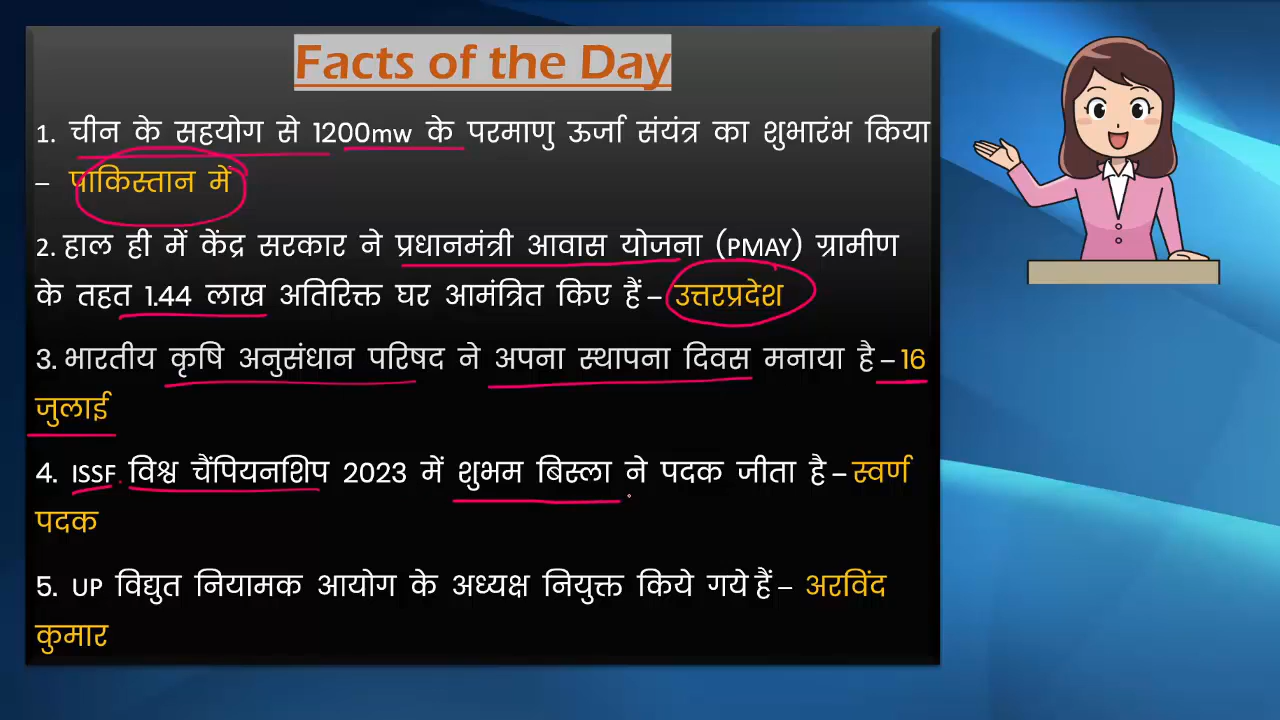 Facts of the Day
1. चीन के सहयोग से 1200mw के परमाणु ऊर्जा संयंत्र का शुभारंभ किया
– पाकिस्तान में
2. हाल ही में केंद्र सरकार ने प्रधानमंत्री आवास योजना (PMAY) ग्रामीण
के तहत 1.44 लाख अतिरिक्त घर आमंत्रित किए हैं – उत्तरप्रदेश
3. भारतीय कृषि अनुसंधान परिषद ने अपना स्थापना दिवस मनाया है – 16
जुलाई
4. ISSF विश्व चैंपियनशिप 2023 में शुभम बिस्ला ने पदक जीता है – स्वर्ण
पदक
5. UP विद्युत नियामक आयोग के अध्यक्ष नियुक्त किये गये हैं – अरविंद
कुमार